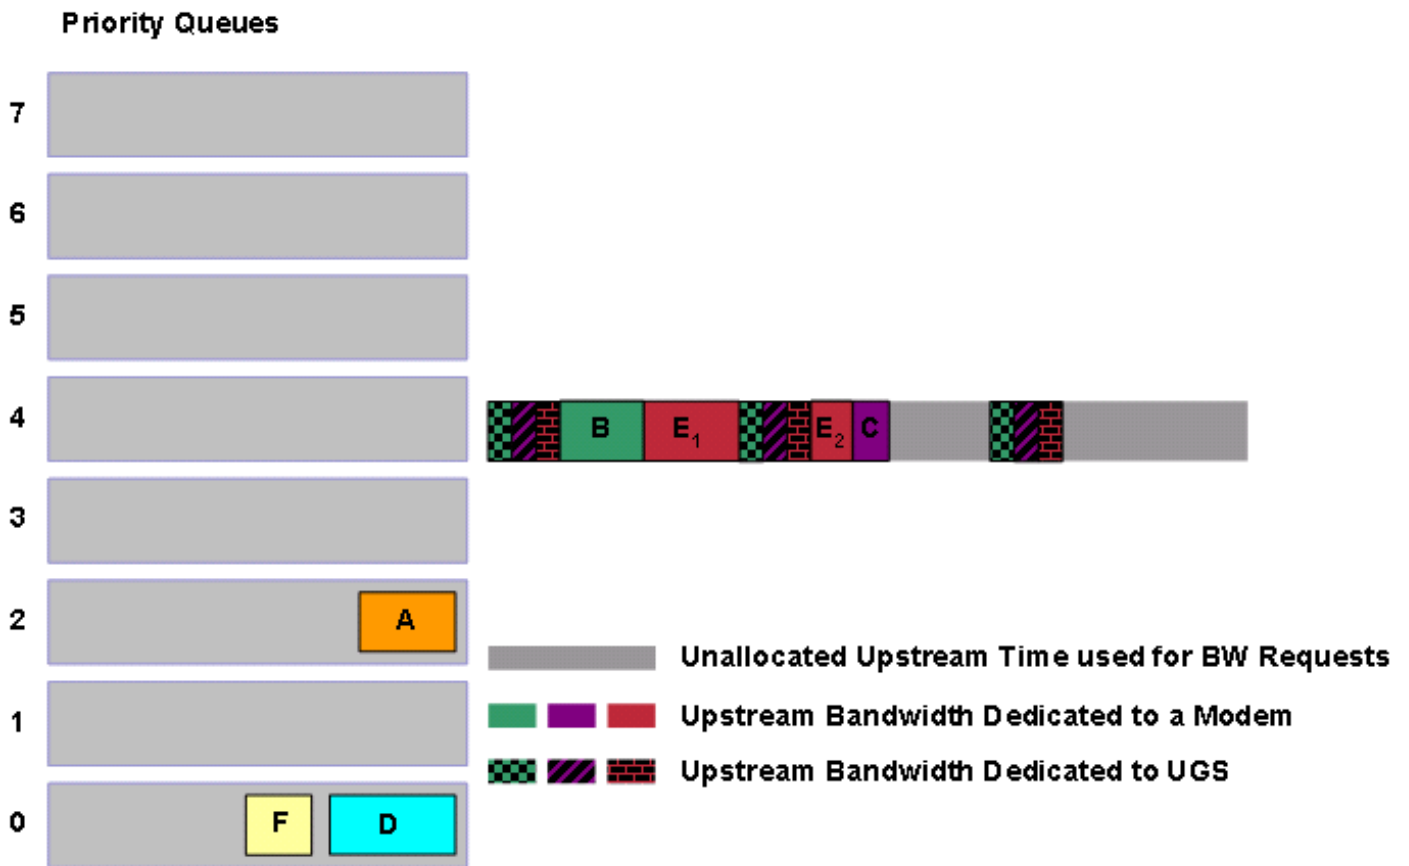 Priority Queues
7
6
5
4
B E1 E2 C
3
2
A
Unallocated Upstream Time used for BW Requests
1
Upstream Bandwidth Dedicated to a Modem
Upstream Bandwidth Dedicated to UGS
0
F D